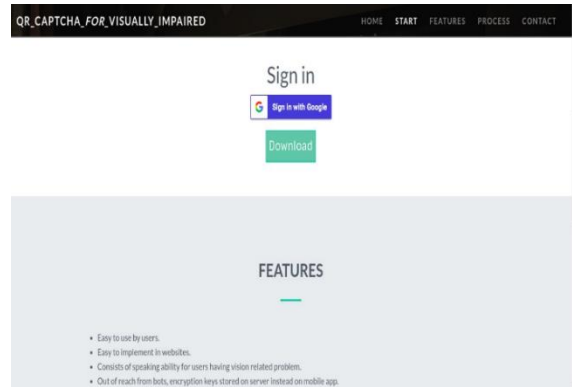 QR_CAPTCHA_FOR_VISUALLY_IMPAIRED HOME START FEATURES PROCESS CONTACT
Sign in
G Sign in with Google
Download
FEATURES
• Easy to use by users.
• Easy to implement in websites.
• Consists of speaking ability for users having vision related problem.
• Out of reach from bots, encryption keys stored on server instead on mobile app.